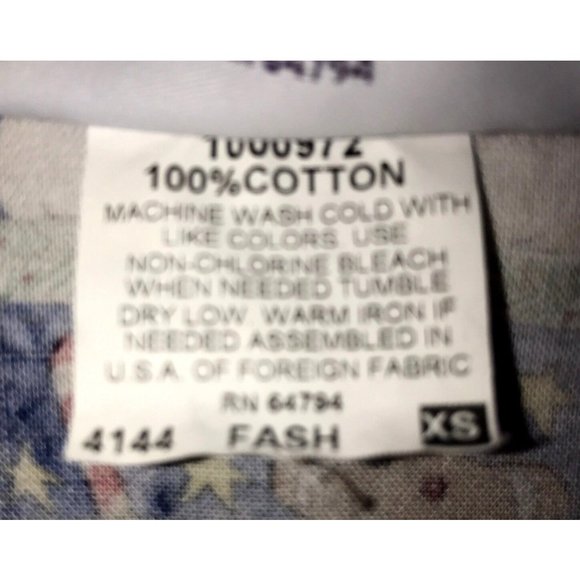 64794
1000972
100%COTTON
MACHINE WASH COLD WITH
LIKE COLORS. USE
NON-CHLORINE BLEACH
WHEN NEEDED TUMBLE
DRY LOW. WARM IRON IF
NEEDED ASSEMBLED IN
U.S.A. OF FOREIGN FABRIC
RN 64794
4144 FASH XS